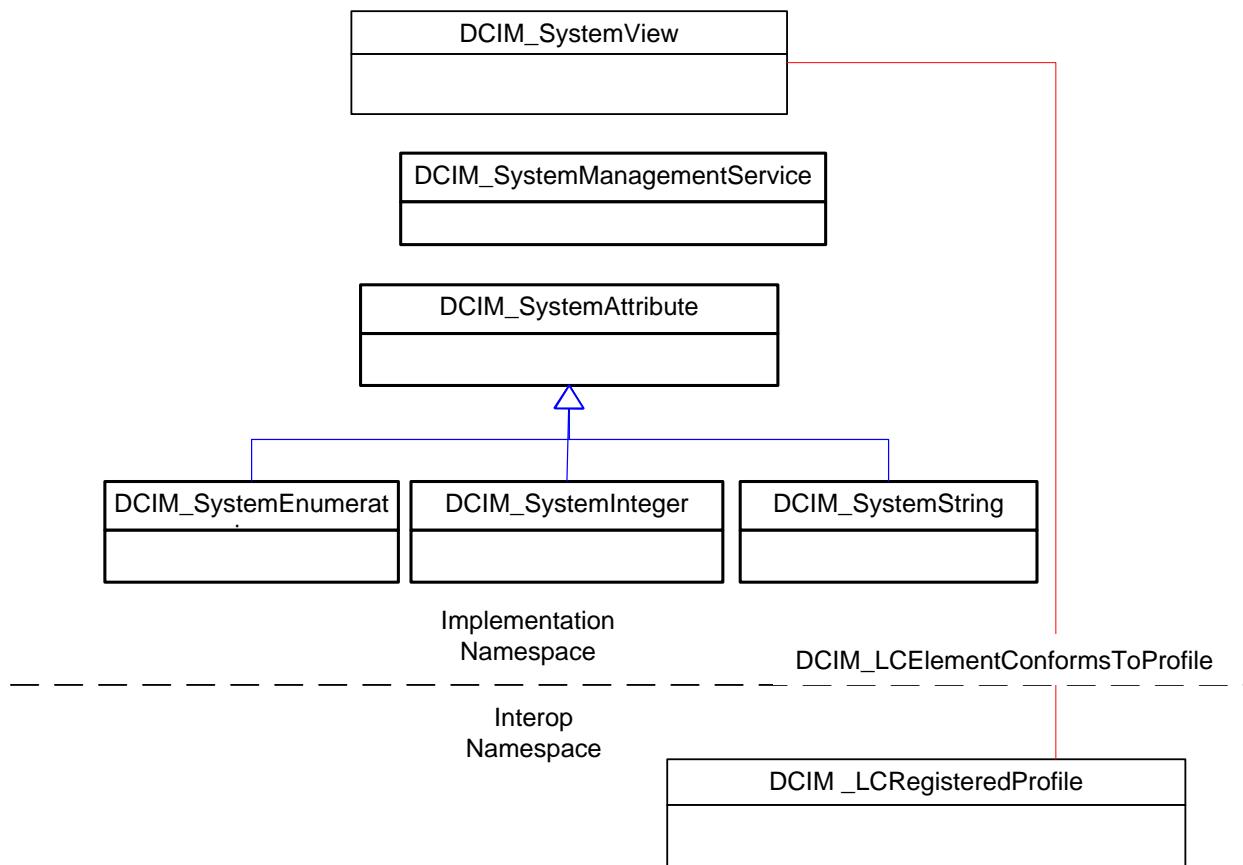 DCIM_SystemView
DCIM_SystemManagementService
DCIM_SystemAttribute
DCIM_SystemEnumerat
DCIM_SystemInteger
DCIM_SystemString
Implementation
Namespace
DCIM_LCElementConformsToProfile
Interop
Namespace
DCIM _LCRegisteredProfile